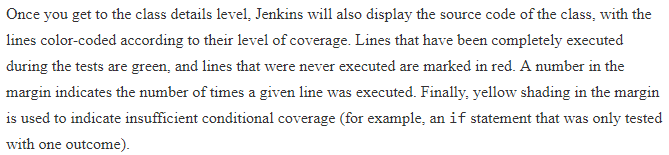 Once you get to the class details level, Jenkins will also display the source code of the class, with the
lines color-coded according to their level of coverage. Lines that have been completely executed
during the tests are green, and lines that were never executed are marked in red. A number in the
margin indicates the number of times a given line was executed. Finally, yellow shading in the margin
is used to indicate insufficient conditional coverage (for example, an if statement that was only tested
with one outcome).